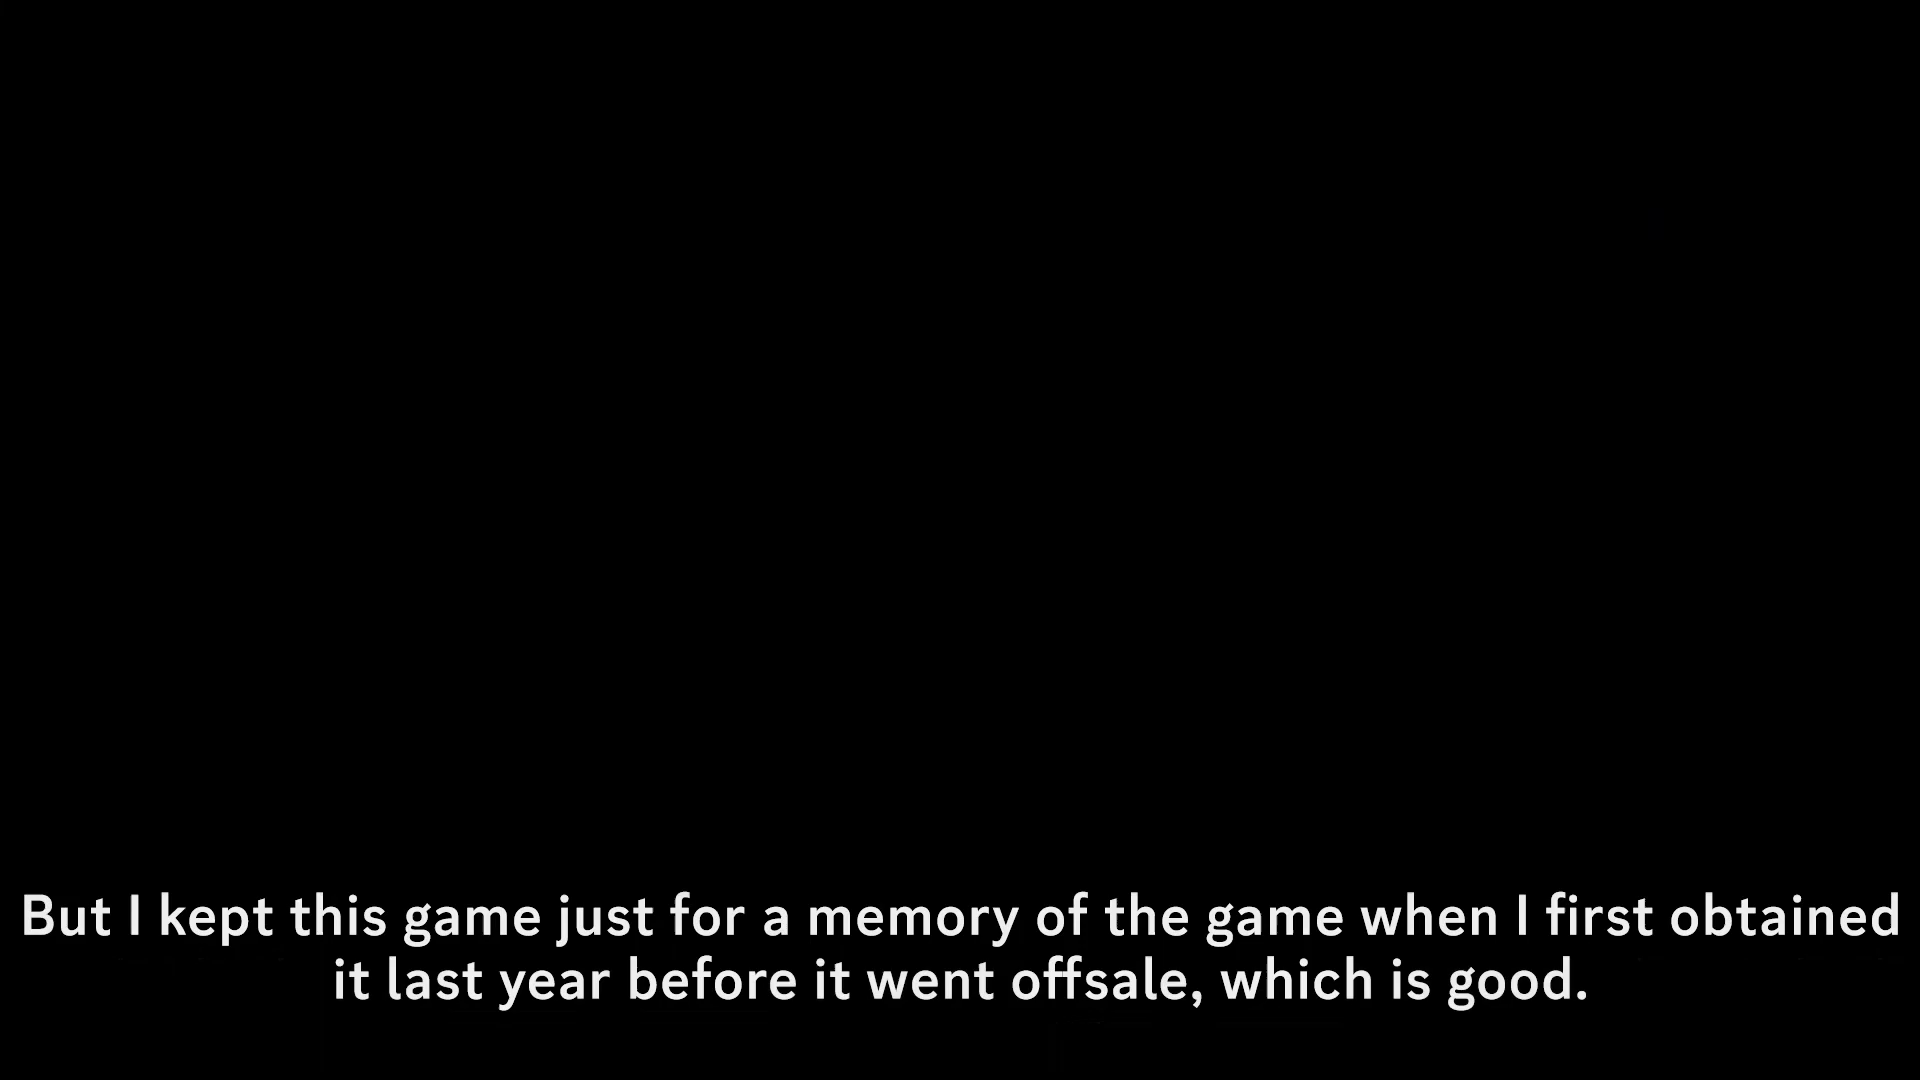 But I kept this game just for a memory of the game when I first obtained
it last year before it went offsale, which is good.